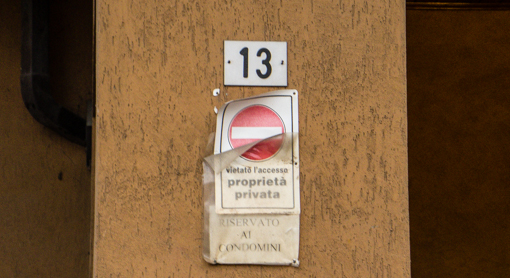 13
vietato l'accesso
proprietà
privata
RISERVATO
AI
CONDOMINI